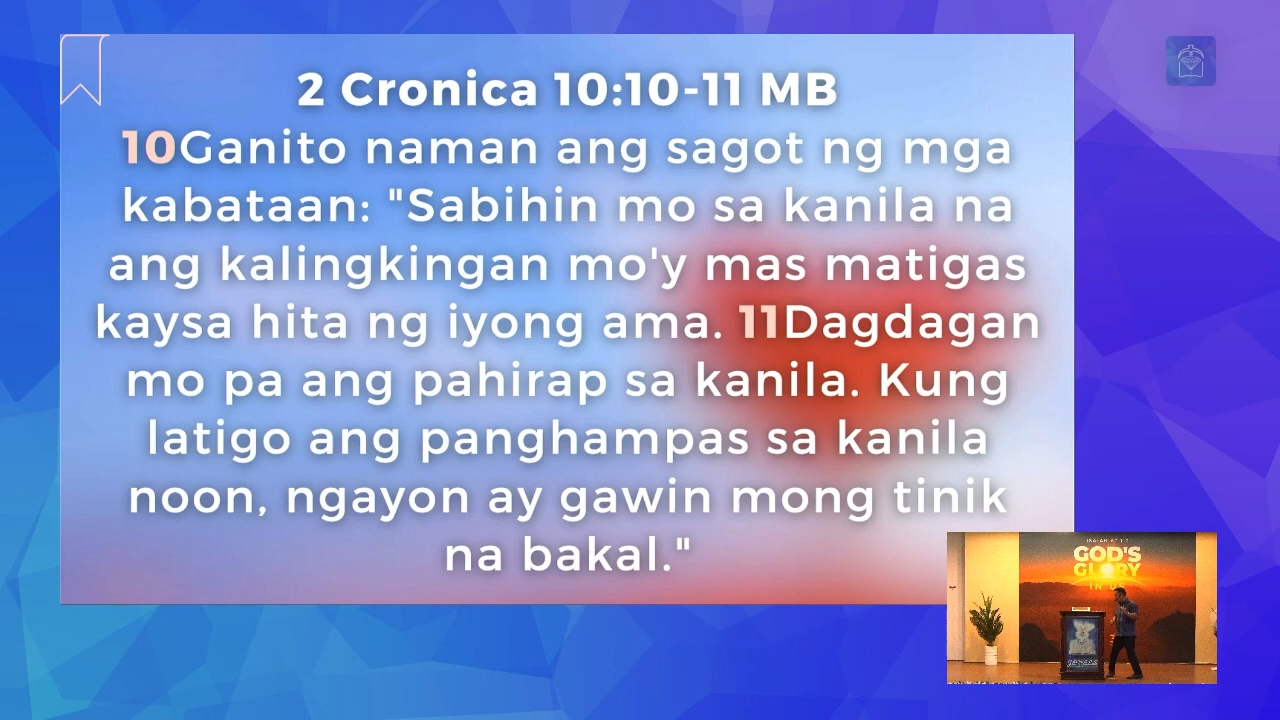 2 Cronica 10:10-11 MB
10Ganito naman ang sagot ng mga
kabataan: "Sabihin mo sa kanila na
ang kalingkingan mo'y mas matigas
kaysa hita ng iyong ama. 11Dagdagan
mo pa ang pahirap sa kanila. Kung
latigo ang panghampas sa kanila
noon, ngayon ay gawin mong tinik
na bakal."
GOD'S
GLORY
IN US